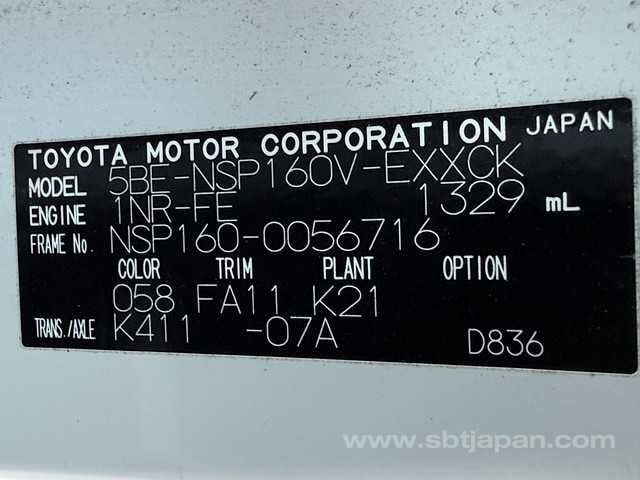 TOYOTA MOTOR CORPORATION JAPAN
MODEL 5BE-NSP160V-EXXCK
ENGINE 1NR-FE 1329 mL
FRAME No. NSP160-0056716
COLOR TRIM PLANT OPTION
058 FA11 K21
TRANS./AXLE K411 -07A D836
www.sbtjapan.com